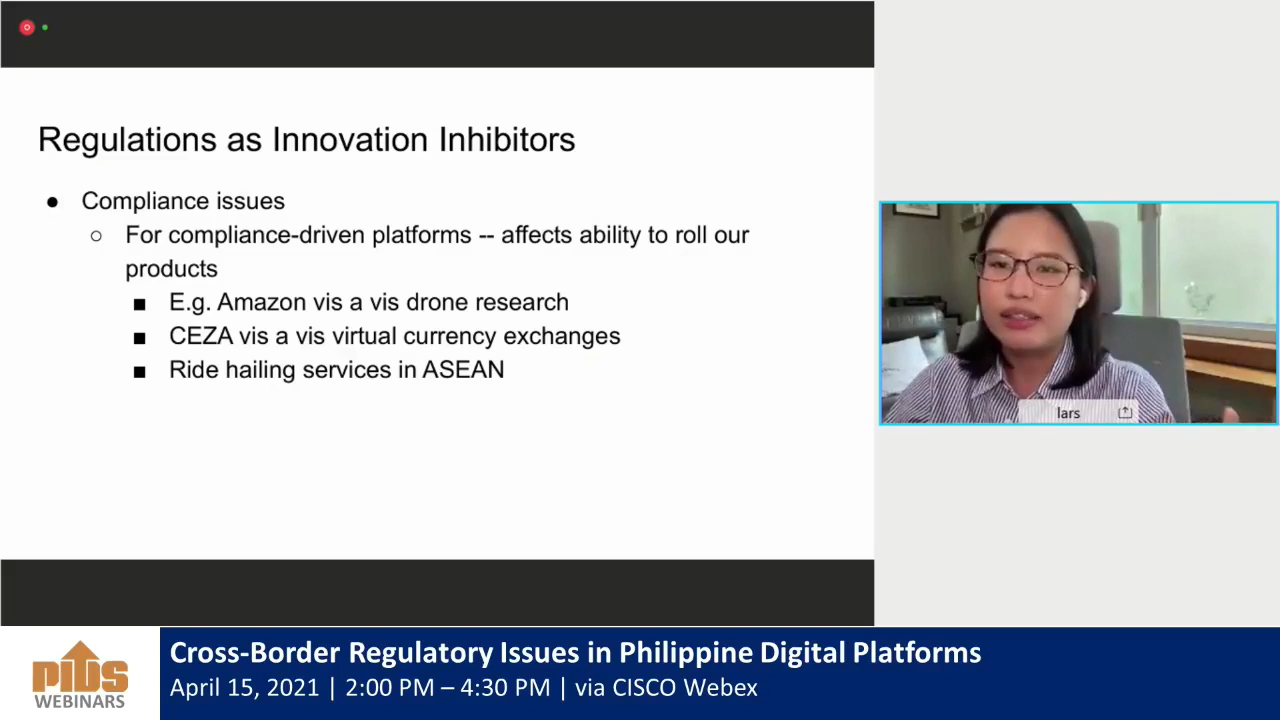 Regulations as Innovation Inhibitors
● Compliance issues
○ For compliance-driven platforms -- affects ability to roll our
products
■ E.g. Amazon vis a vis drone research
■ CEZA vis a vis virtual currency exchanges
■ Ride hailing services in ASEAN
lars
PIDS
WEBINARS
Cross-Border Regulatory Issues in Philippine Digital Platforms
April 15, 2021 | 2:00 PM – 4:30 PM | via CISCO Webex